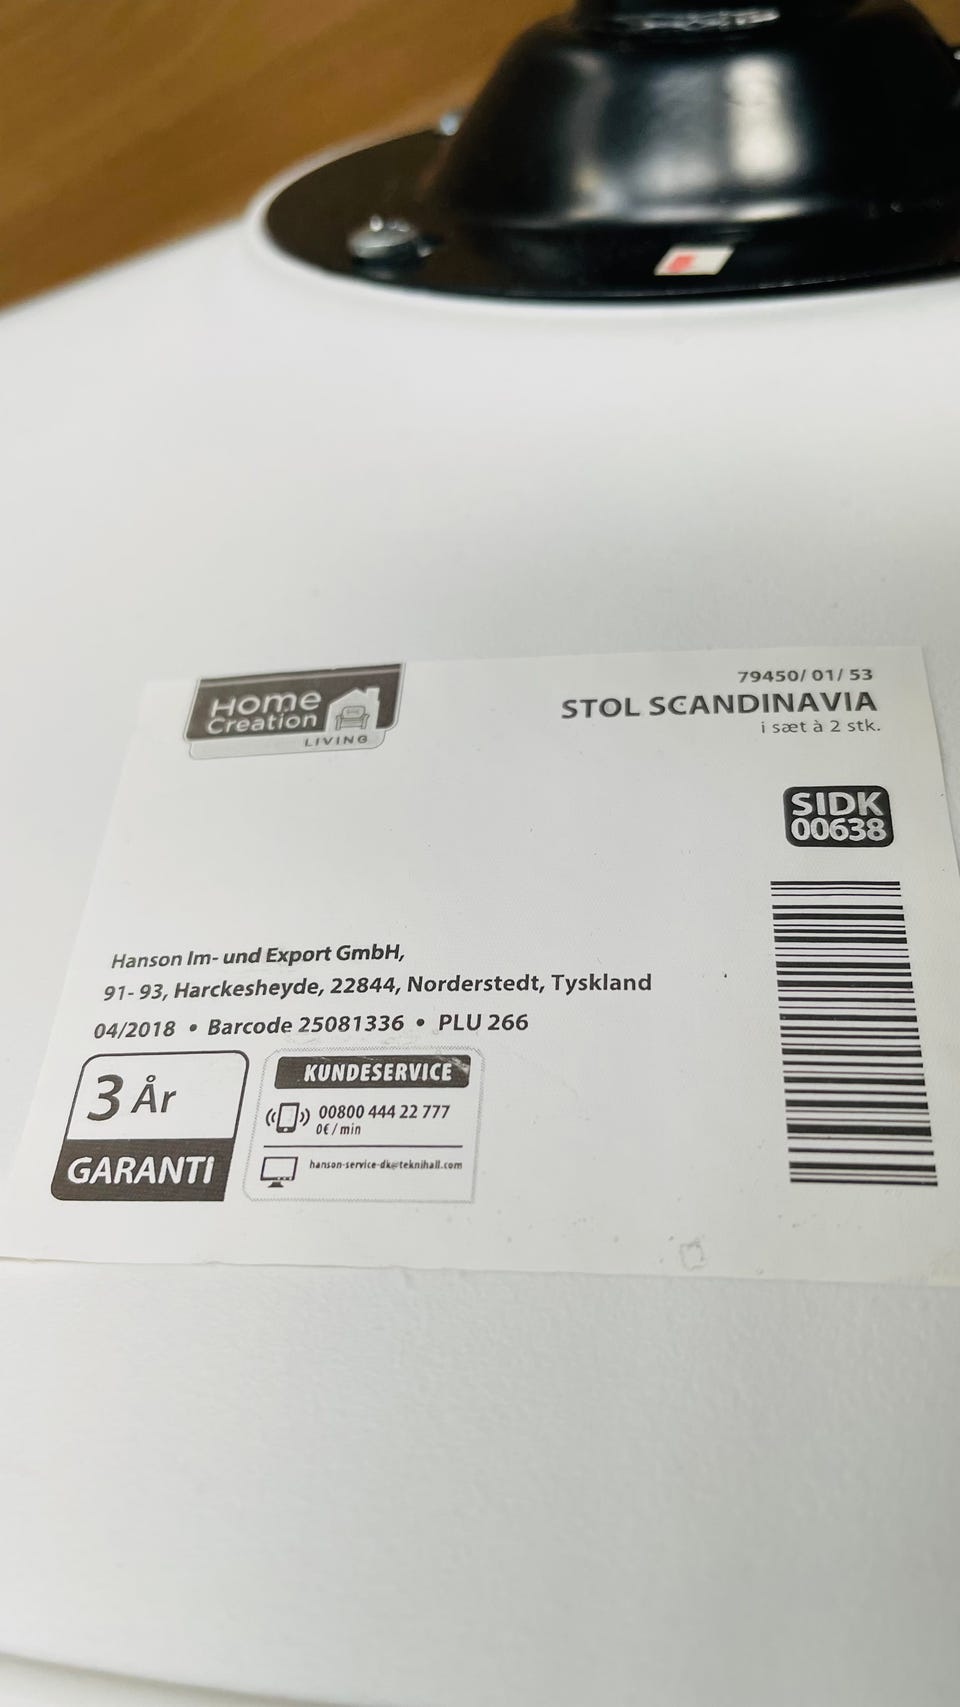 Home
Creation
LIVING
79450/ 01/ 53
STOL SCANDINAVIA
i sæt à 2 stk.
SIDK
00638
Hanson Im- und Export GmbH,
91- 93, Harckesheyde, 22844, Norderstedt, Tyskland
04/2018 • Barcode 25081336 • PLU 266
3 År
GARANTI
KUNDESERVICE
00800 444 22 777
0€ / min
hanson-service-dk@teknihall.com